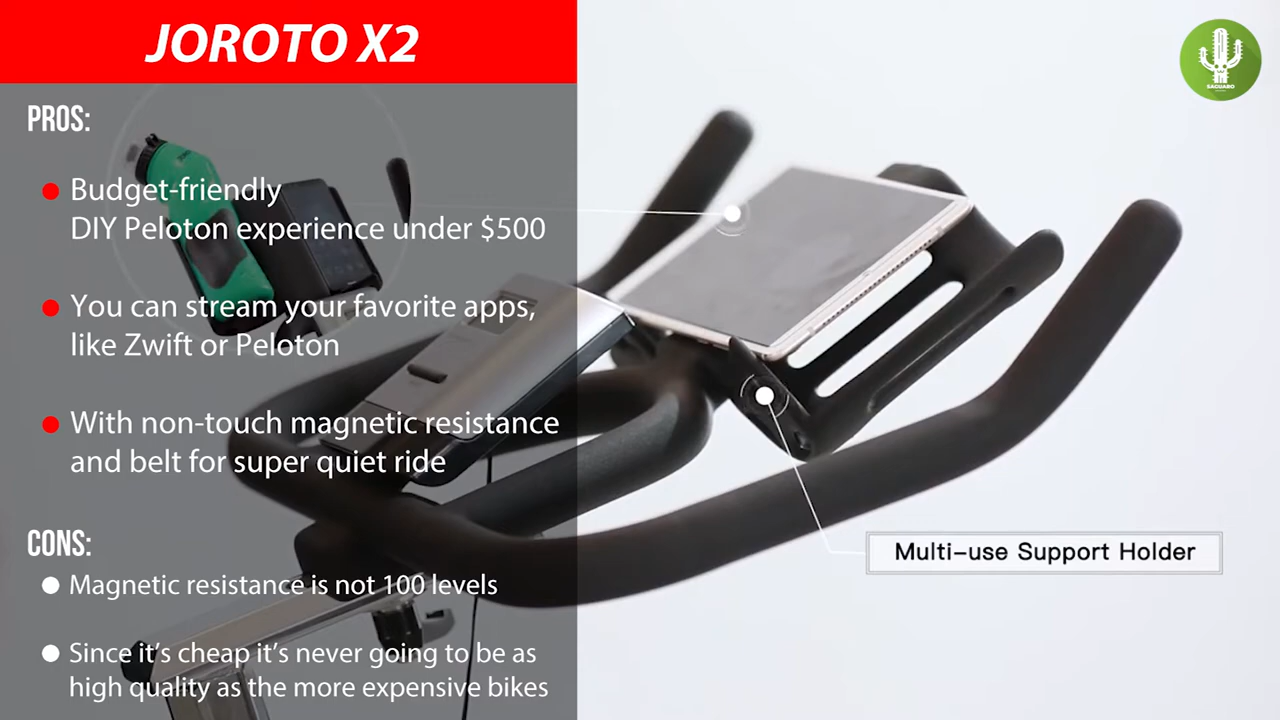 JOROTO X2
PROS:
Budget-friendly
DIY Peloton experience under $500
You can stream your favorite apps,
like Zwift or Peloton
With non-touch magnetic resistance
and belt for super quiet ride
CONS:
Magnetic resistance is not 100 levels
Since it's cheap it's never going to be as
high quality as the more expensive bikes
Multi-use Support Holder
SAGUARO